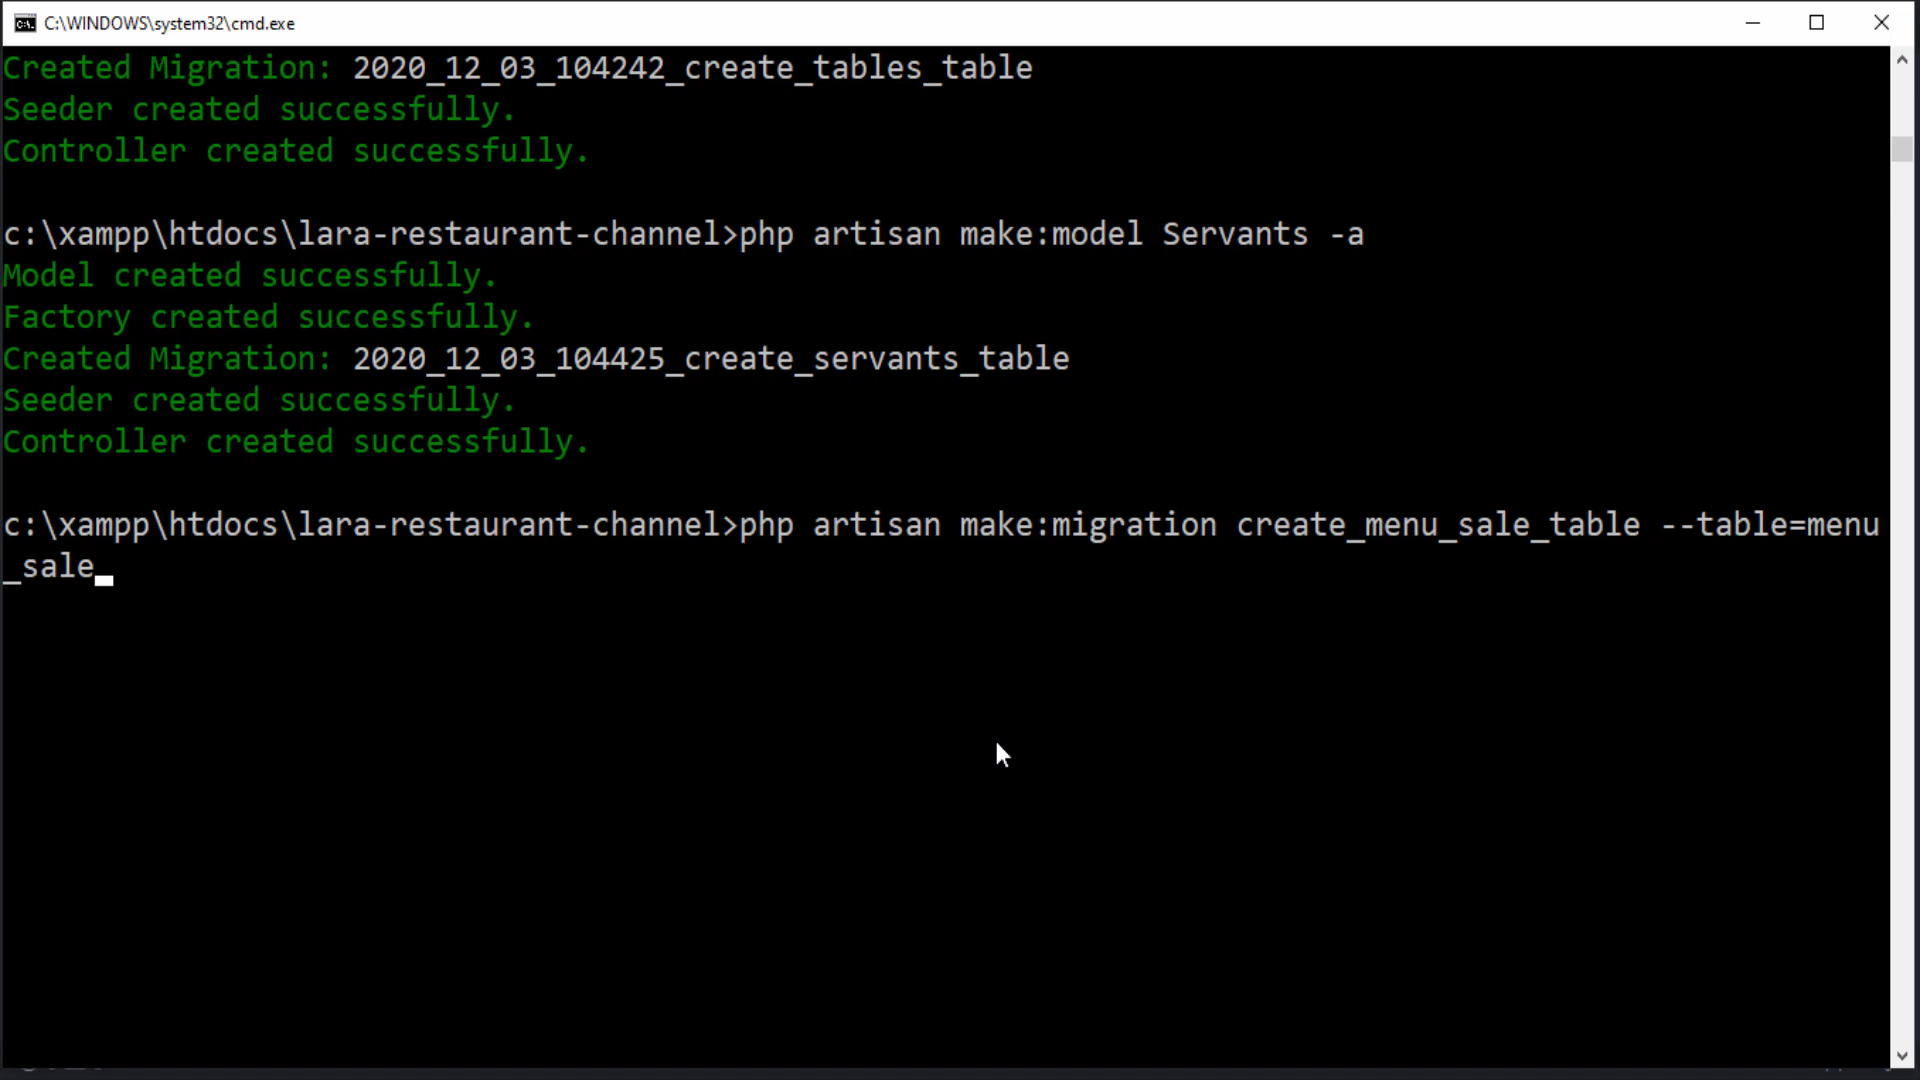 C:\WINDOWS\system32\cmd.exe
Created Migration: 2020_12_03_104242_create_tables_table
Seeder created successfully.
Controller created successfully.
c:\xampp\htdocs\lara-restaurant-channel>php artisan make:model Servants -a
Model created successfully.
Factory created successfully.
Created Migration: 2020_12_03_104425_create_servants_table
Seeder created successfully.
Controller created successfully.
c:\xampp\htdocs\lara-restaurant-channel>php artisan make:migration create_menu_sale_table --table=menu
_sale